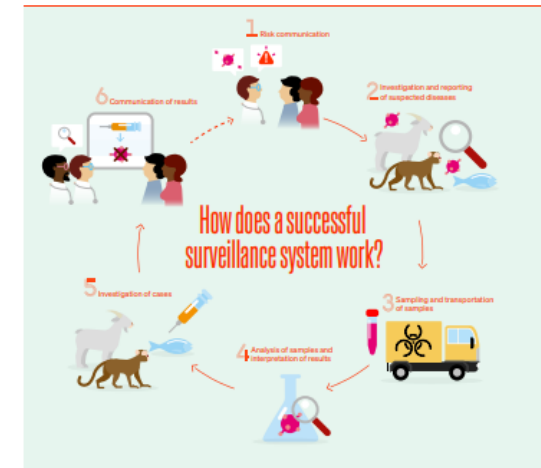 1 Risk communication
2 Investigation and reporting
of suspected diseases
6 Communication of results
How does a successful
surveillance system work?
5 Investigation of cases
3 Sampling and transportation
of samples
4 Analysis of samples and
interpretation of results